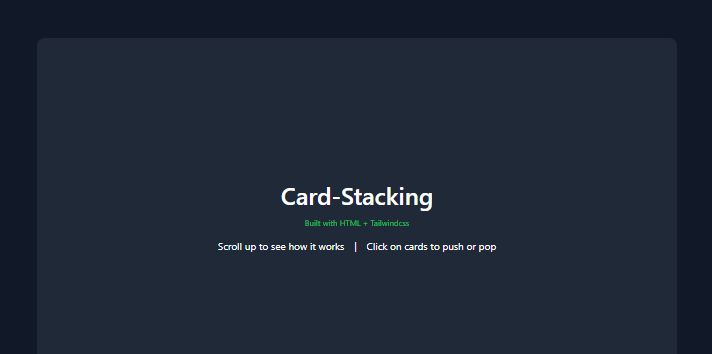 Card-Stacking
Built with HTML + Tailwindcss
Scroll up to see how it works | Click on cards to push or pop